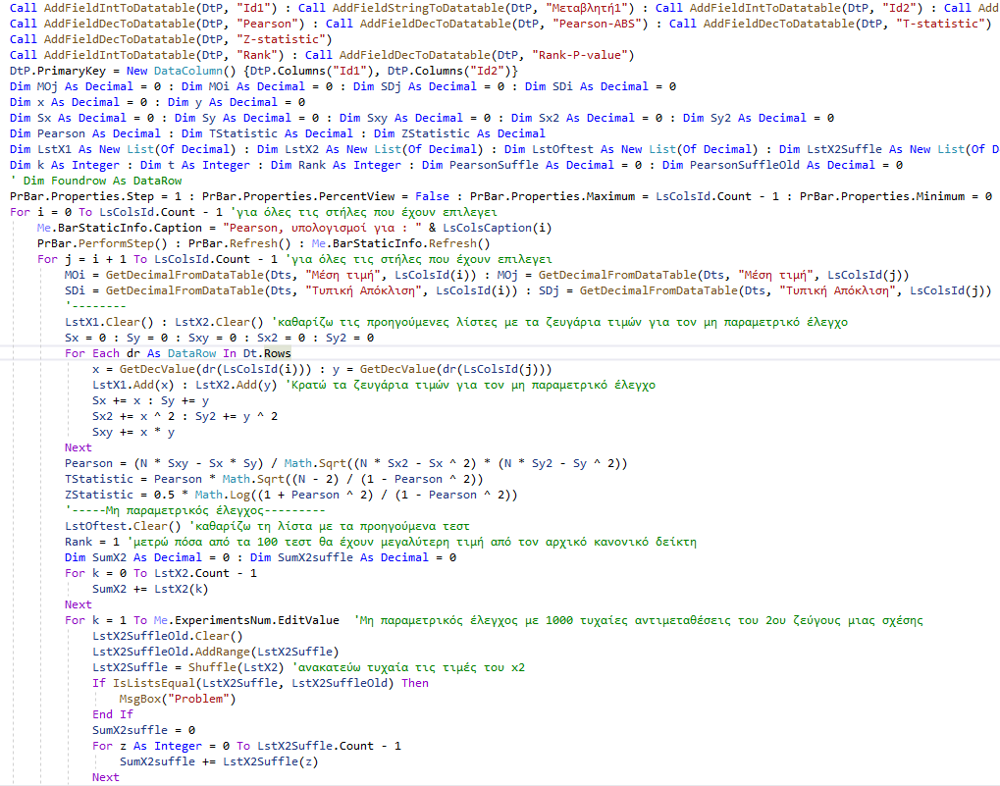 Call AddFieldIntToDatatable(DtP, "Id1") : Call AddFieldStringToDatatable(DtP, "Μεταβλητή1") : Call AddFieldIntToDatatable(DtP, "Id2") : Call Add
Call AddFieldDecToDatatable(DtP, "Pearson") : Call AddFieldDecToDatatable(DtP, "Pearson-ABS") : Call AddFieldDecToDatatable(DtP, "T-statistic")
Call AddFieldDecToDatatable(DtP, "Z-statistic")
Call AddFieldIntToDatatable(DtP, "Rank") : Call AddFieldDecToDatatable(DtP, "Rank-P-value")
DtP.PrimaryKey = New DataColumn() {DtP.Columns("Id1"), DtP.Columns("Id2")}
Dim MOj As Decimal = 0 : Dim MOi As Decimal = 0 : Dim SDj As Decimal = 0 : Dim SDi As Decimal = 0
Dim x As Decimal = 0 : Dim y As Decimal = 0
Dim Sx As Decimal = 0 : Dim Sy As Decimal = 0 : Dim Sxy As Decimal = 0 : Dim Sx2 As Decimal = 0 : Dim Sy2 As Decimal = 0
Dim Pearson As Decimal : Dim TStatistic As Decimal : Dim ZStatistic As Decimal
Dim LstX1 As New List(Of Decimal) : Dim LstX2 As New List(Of Decimal) : Dim LstOftest As New List(Of Decimal) : Dim LstX2Suffle As New List(Of D
Dim k As Integer : Dim t As Integer : Dim Rank As Integer : Dim PearsonSuffle As Decimal = 0 : Dim PearsonSuffleOld As Decimal = 0
' Dim Foundrow As DataRow
PrBar.Properties.Step = 1 : PrBar.Properties.PercentView = False : PrBar.Properties.Maximum = LsColsId.Count - 1 : PrBar.Properties.Minimum = 0
For i = 0 To LsColsId.Count - 1 'για όλες τις στήλες που έχουν επιλεγει
Me.BarStaticInfo.Caption = "Pearson, υπολογισμοί για : " & LsColsCaption(i)
PrBar.PerformStep() : PrBar.Refresh() : Me.BarStaticInfo.Refresh()
For j = i + 1 To LsColsId.Count - 1 'για όλες τις στήλες που έχουν επιλεγει
MOi = GetDecimalFromDataTable(Dts, "Μέση τιμή", LsColsId(i)) : MOj = GetDecimalFromDataTable(Dts, "Μέση τιμή", LsColsId(j))
SDi = GetDecimalFromDataTable(Dts, "Τυπική Απόκλιση", LsColsId(i)) : SDj = GetDecimalFromDataTable(Dts, "Τυπική Απόκλιση", LsColsId(j))
'--------
LstX1.Clear() : LstX2.Clear() 'καθαρίζω τις προηγούμενες λίστες με τα ζευγάρια τιμών για τον μη παραμετρικό έλεγχο
Sx = 0 : Sy = 0 : Sxy = 0 : Sx2 = 0 : Sy2 = 0
For Each dr As DataRow In Dt.Rows
x = GetDecValue(dr(LsColsId(i))) : y = GetDecValue(dr(LsColsId(j)))
LstX1.Add(x) : LstX2.Add(y) 'Κρατώ τα ζευγάρια τιμών για τον μη παραμετρικό έλεγχο
Sx += x : Sy += y
Sx2 += x ^ 2 : Sy2 += y ^ 2
Sxy += x * y
Next
Pearson = (N * Sxy - Sx * Sy) / Math.Sqrt((N * Sx2 - Sx ^ 2) * (N * Sy2 - Sy ^ 2))
TStatistic = Pearson * Math.Sqrt((N - 2) / (1 - Pearson ^ 2))
ZStatistic = 0.5 * Math.Log((1 + Pearson ^ 2) / (1 - Pearson ^ 2))
'-----Μη παραμετρικός έλεγχος---------
LstOftest.Clear() 'καθαρίζω τη λίστα με τα προηγούμενα τεστ
Rank = 1 'μετρώ πόσα από τα 100 τεστ θα έχουν μεγαλύτερη τιμή από τον αρχικό κανονικό δείκτη
Dim SumX2 As Decimal = 0 : Dim SumX2suffle As Decimal = 0
For k = 0 To LstX2.Count - 1
SumX2 += LstX2(k)
Next
For k = 1 To Me.ExperimentsNum.EditValue  'Μη παραμετρικός έλεγχος με 1000 τυχαίες αντιμεταθέσεις του 2ου ζεύγους μιας σχέσης
LstX2SuffleOld.Clear()
LstX2SuffleOld.AddRange(LstX2Suffle)
LstX2Suffle = Shuffle(LstX2) 'ανακατεύω τυχαία τις τιμές του x2
If IsListsEqual(LstX2Suffle, LstX2SuffleOld) Then
MsgBox("Problem")
End If
SumX2suffle = 0
For z As Integer = 0 To LstX2Suffle.Count - 1
SumX2suffle += LstX2Suffle(z)
Next